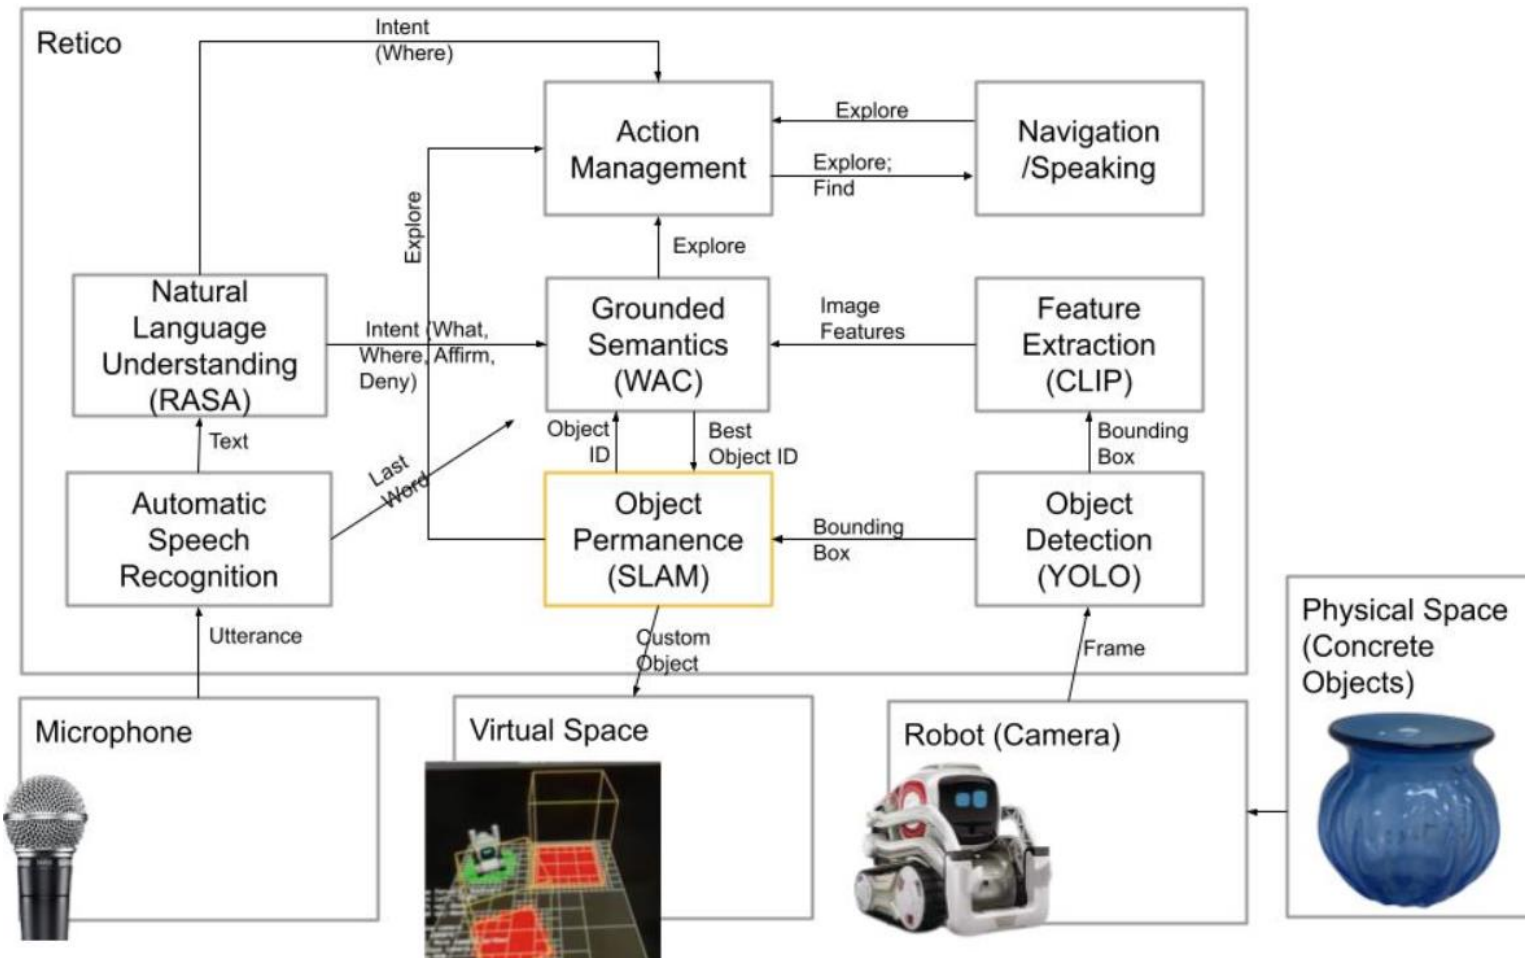 Retico
Intent
(Where)
Action
Management
Explore
Explore;
Find
Navigation
/Speaking
Explore
Explore
Natural
Language
Understanding
(RASA)
Intent (What,
Where, Affirm,
Deny)
Grounded
Semantics
(WAC)
Image
Features
Feature
Extraction
(CLIP)
Text
Last
Word
Object
ID
Best
Object ID
Bounding
Box
Automatic
Speech
Recognition
Object
Permanence
(SLAM)
Bounding
Box
Object
Detection
(YOLO)
Utterance
Custom
Object
Frame
Physical Space
(Concrete
Objects)
Microphone
Virtual Space
Robot (Camera)